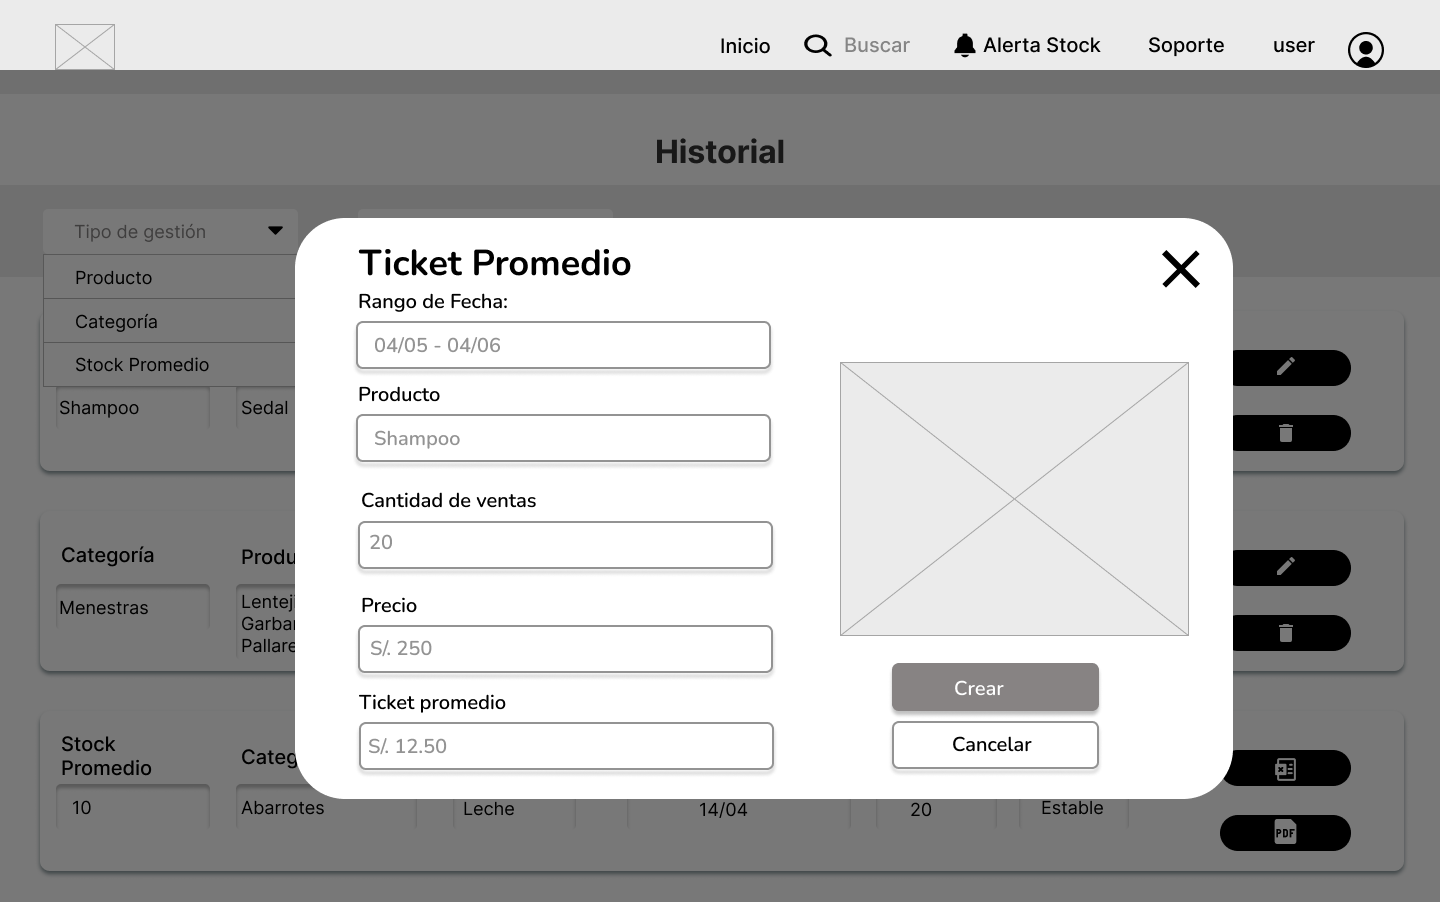 Inicio
Buscar
Alerta Stock
Soporte
user
Historial
Tipo de gestión
Producto
Categoría
Stock Promedio
Shampoo
Sedal
Categoría
Produ
Menestras
Lentej
Garba
Pallare
Stock
Promedio
Categ
10
Abarrotes
Leche
14/04
20
Estable
PDF
Ticket Promedio
Rango de Fecha:
04/05 - 04/06
Producto
Shampoo
Cantidad de ventas
20
Precio
S/. 250
Ticket promedio
S/. 12.50
Crear
Cancelar